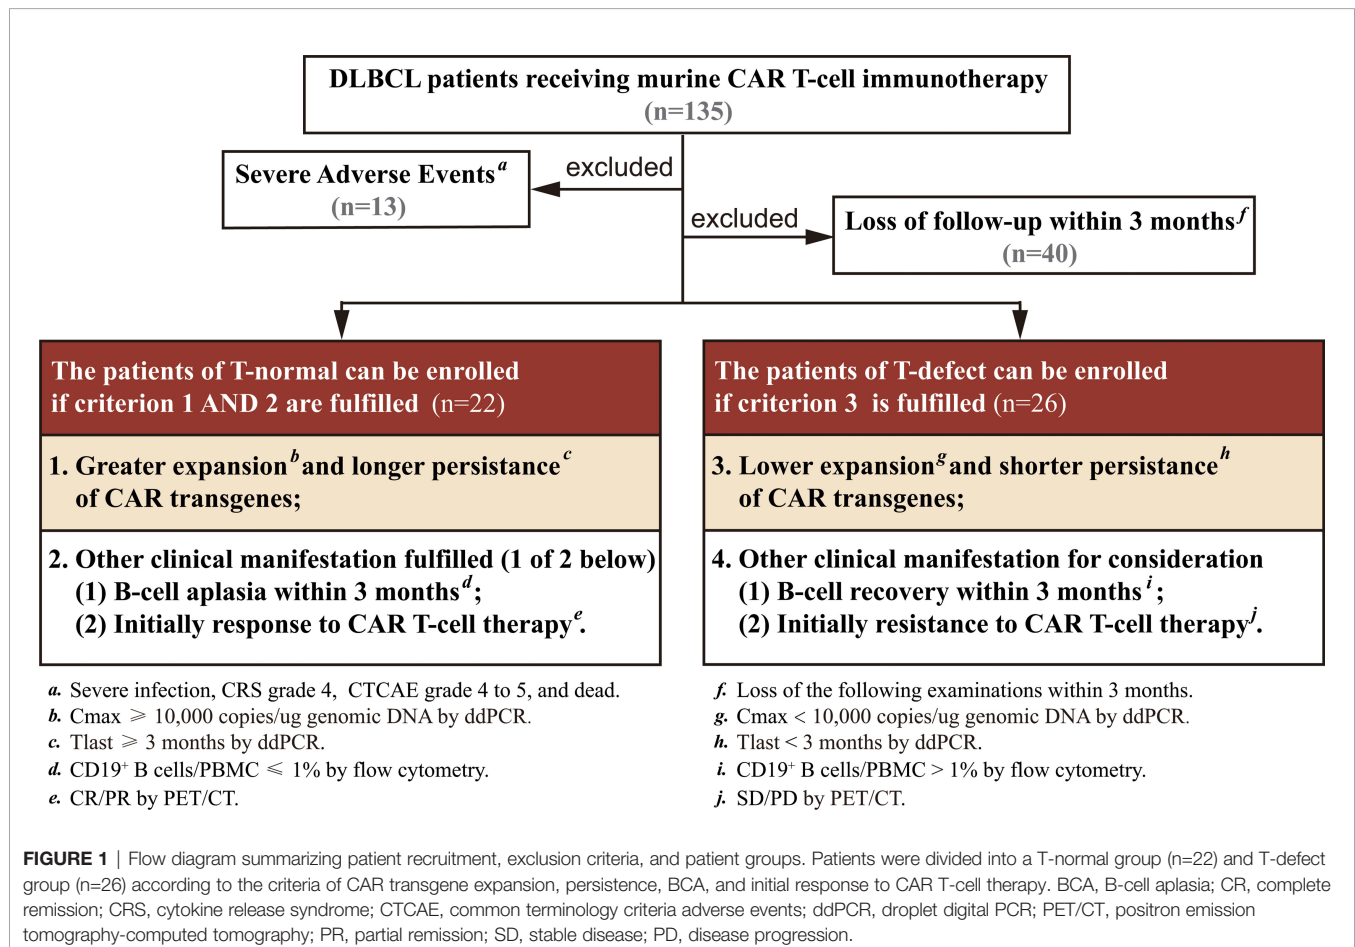 DLBCL patients receiving murine CAR T-cell immunotherapy
(n=135)
excluded
Severe Adverse Events a
(n=13)
excluded
Loss of follow-up within 3 months f
(n=40)
The patients of T-normal can be enrolled
if criterion 1 AND 2 are fulfilled (n=22)
1. Greater expansion b and longer persistance c
of CAR transgenes;
2. Other clinical manifestation fulfilled (1 of 2 below)
(1) B-cell aplasia within 3 months d;
(2) Initially response to CAR T-cell therapy e.
The patients of T-defect can be enrolled
if criterion 3 is fulfilled (n=26)
3. Lower expansion g and shorter persistance h
of CAR transgenes;
4. Other clinical manifestation for consideration
(1) B-cell recovery within 3 months i;
(2) Initially resistance to CAR T-cell therapy j.
a. Severe infection, CRS grade 4, CTCAE grade 4 to 5, and dead.
b. Cmax ⩾ 10,000 copies/ug genomic DNA by ddPCR.
c. Tlast ⩾ 3 months by ddPCR.
d. CD19+ B cells/PBMC ⩽ 1% by flow cytometry.
e. CR/PR by PET/CT.
f. Loss of the following examinations within 3 months.
g. Cmax < 10,000 copies/ug genomic DNA by ddPCR.
h. Tlast < 3 months by ddPCR.
i. CD19+ B cells/PBMC > 1% by flow cytometry.
j. SD/PD by PET/CT.
FIGURE 1 | Flow diagram summarizing patient recruitment, exclusion criteria, and patient groups. Patients were divided into a T-normal group (n=22) and T-defect
group (n=26) according to the criteria of CAR transgene expansion, persistence, BCA, and initial response to CAR T-cell therapy. BCA, B-cell aplasia; CR, complete
remission; CRS, cytokine release syndrome; CTCAE, common terminology criteria adverse events; ddPCR, droplet digital PCR; PET/CT, positron emission
tomography-computed tomography; PR, partial remission; SD, stable disease; PD, disease progression.